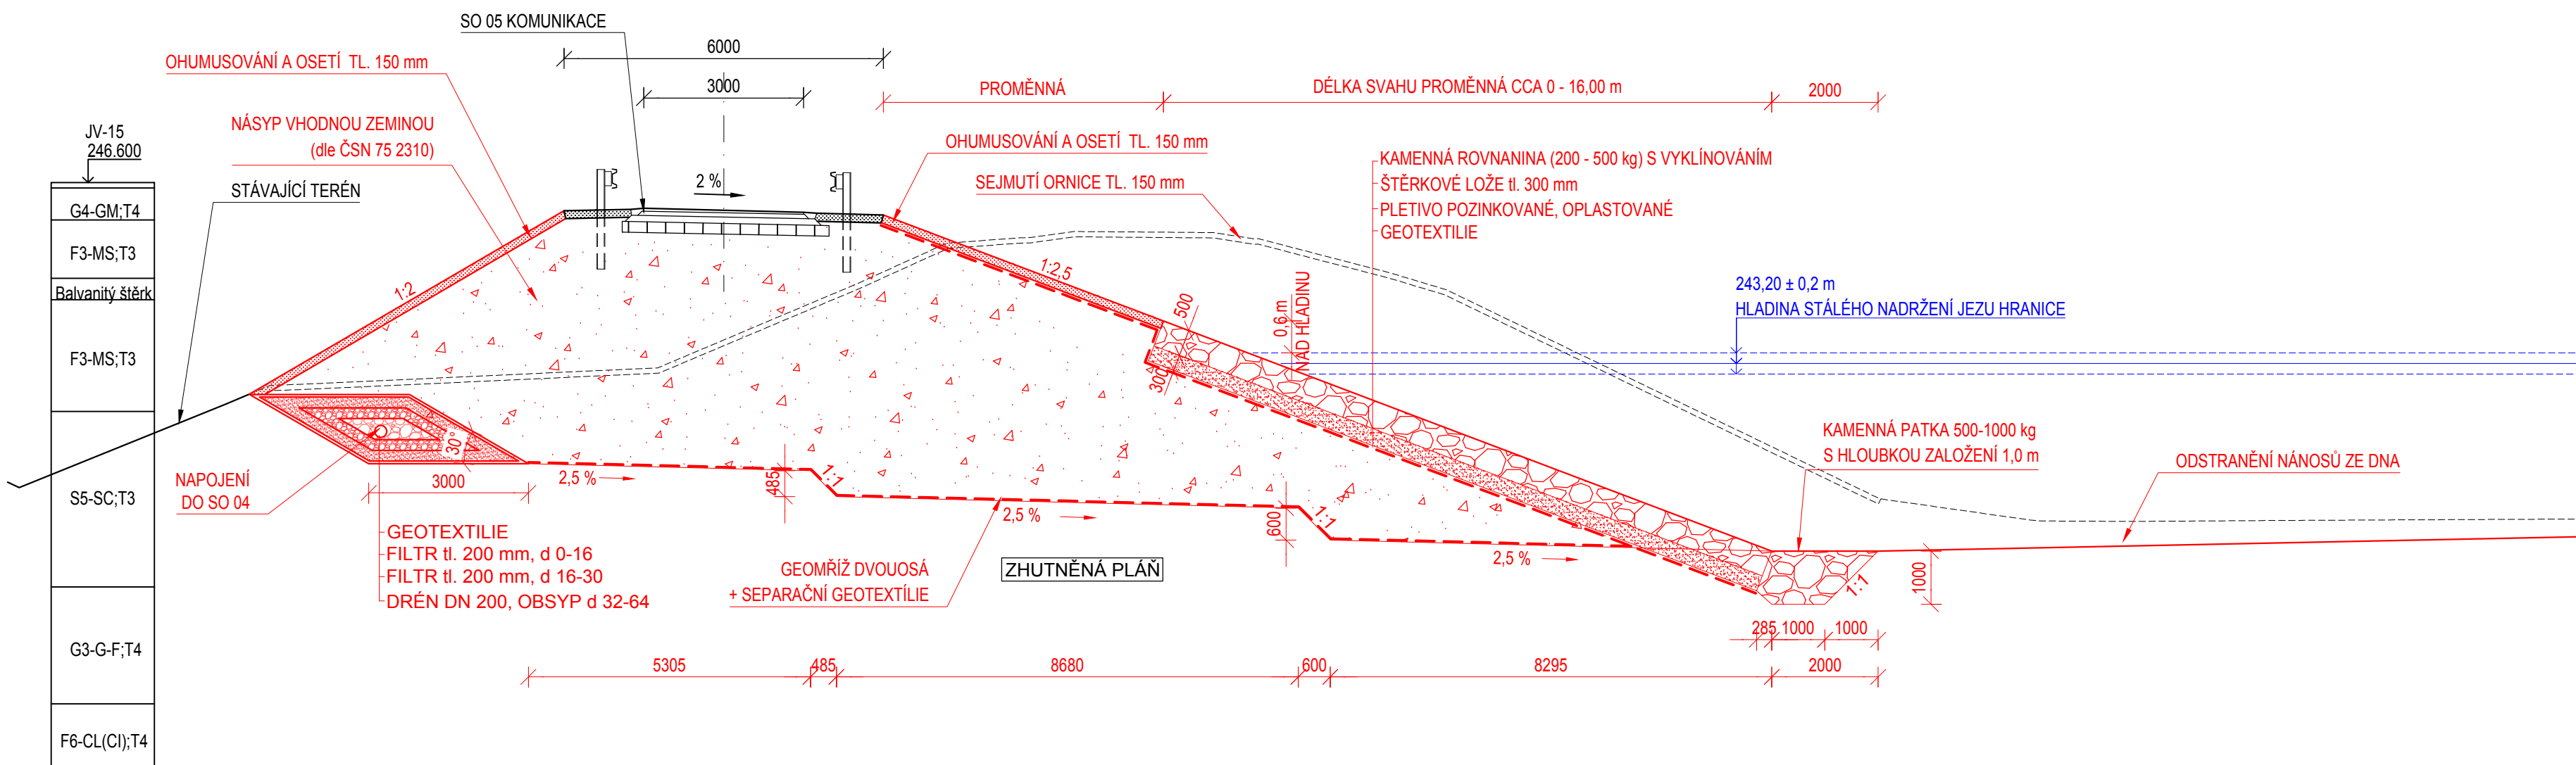 SO 05 KOMUNIKACE
6000
OHUMUSOVÁNÍ A OSETÍ  TL. 150 mm
3000
PROMĚNNÁ
DÉLKA SVAHU PROMĚNNÁ CCA 0 - 16,00 m
2000
NÁSYP VHODNOU ZEMINOU
(dle ČSN 75 2310)
JV-15
246.600
STÁVAJÍCÍ TERÉN
2 %
OHUMUSOVÁNÍ A OSETÍ  TL. 150 mm
SEJMUTÍ ORNICE TL. 150 mm
KAMENNÁ ROVNANINA (200 - 500 kg) S VYKLÍNOVÁNÍM
ŠTĚRKOVÉ LOŽE tl. 300 mm
PLETIVO POZINKOVANÉ, OPLASTOVANÉ
GEOTEXTILIE
G4-GM;T4
F3-MS;T3
Balvanitý štěrk
F3-MS;T3
S5-SC;T3
G3-G-F;T4
F6-CL(CI);T4
1:2
1:2,5
500
300
0,6 m
NAD HLADINU
243,20 ± 0,2 m
HLADINA STÁLÉHO NADRŽENÍ JEZU HRANICE
KAMENNÁ PATKA 500-1000 kg
S HLOUBKOU ZALOŽENÍ 1,0 m
ODSTRANĚNÍ NÁNOSŮ ZE DNA
30°
NAPOJENÍ
DO SO 04
3000
2,5 %
485
1:1
2,5 %
600
1:1
2,5 %
1:1
1000
GEOTEXTILIE
FILTR tl. 200 mm, d 0-16
FILTR tl. 200 mm, d 16-30
DRÉN DN 200, OBSYP d 32-64
GEOMŘÍŽ DVOUOSÁ
+ SEPARAČNÍ GEOTEXTÍLIE
ZHUTNĚNÁ PLÁŇ
285 1000 1000
5305 485 8680 600 8295 2000